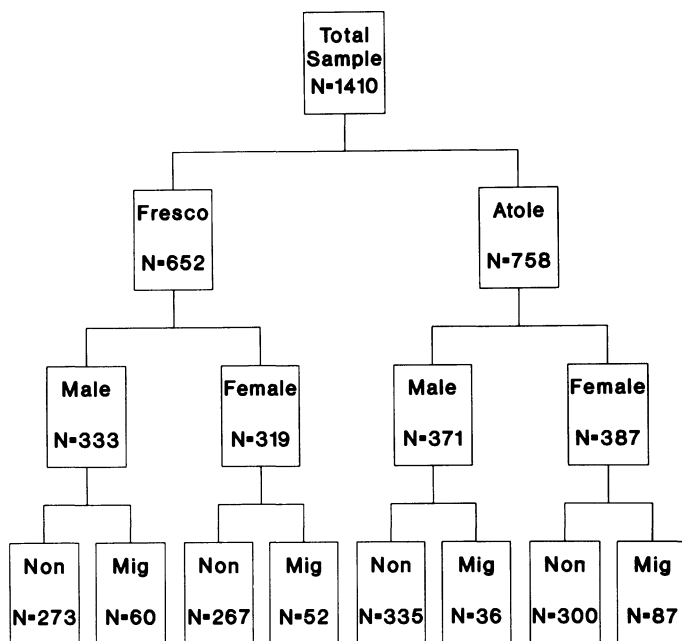 Total
Sample
N=1410
Fresco
N=652
Atole
N=758
Male
N=333
Female
N=319
Male
N=371
Female
N=387
Non
N=273
Mig
N=60
Non
N=267
Mig
N=52
Non
N=335
Mig
N=36
Non
N=300
Mig
N=87